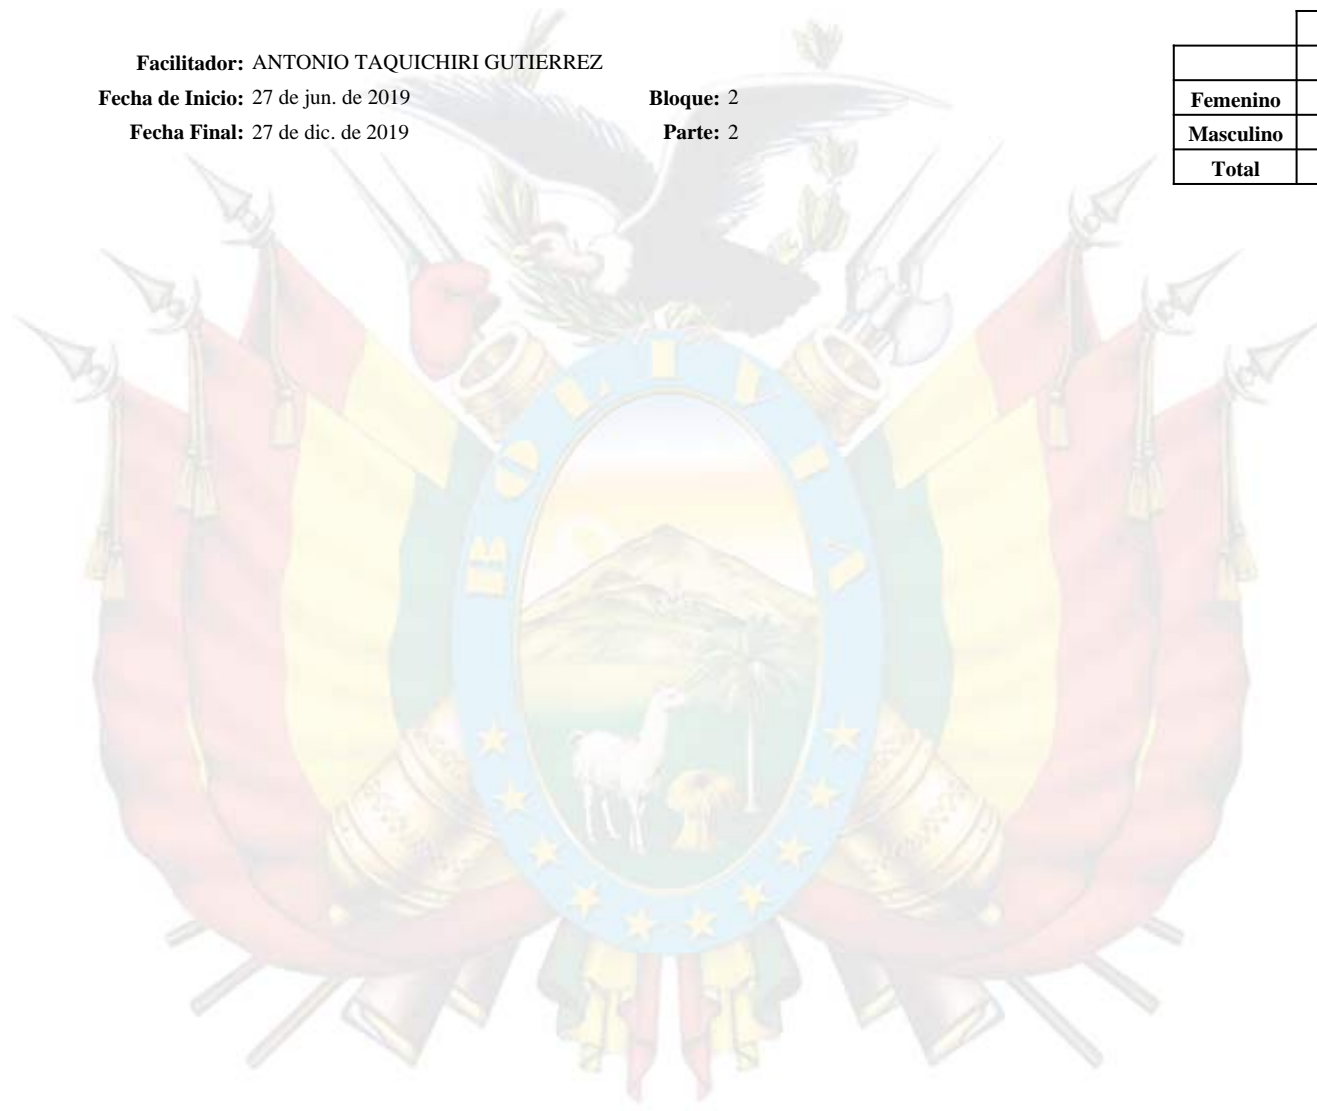 Facilitador: ANTONIO TAQUICHIRI GUTIERREZ
Fecha de Inicio: 27 de jun. de 2019 Bloque: 2
Fecha Final: 27 de dic. de 2019 Parte: 2
Femenino
Masculino
Total
BOLIVIA